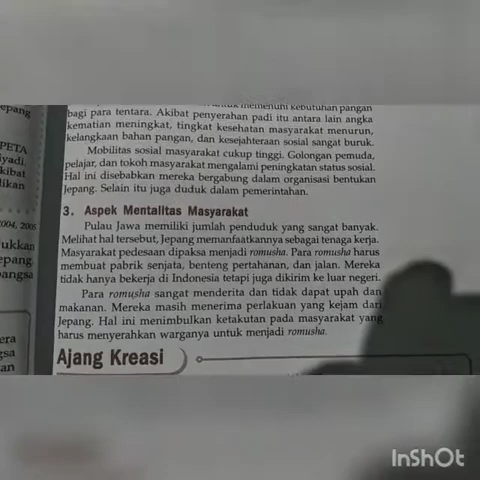 epang
PETA
iyadi.
kibat
likan
2004, 2005
ukkan
epang.
angsa
era
gsa
an
memenuhi kebutuhan pangan
bagi para tentara. Akibat penyerahan padi itu antara lain angka
kematian meningkat, tingkat kesehatan masyarakat menurun,
kelangkaan bahan pangan, dan kesejahteraan sosial sangat buruk.
Mobilitas sosial masyarakat cukup tinggi. Golongan pemuda,
pelajar, dan tokoh masyarakat mengalami peningkatan status sosial.
Hal ini disebabkan mereka bergabung dalam organisasi bentukan
Jepang. Selain itu juga duduk dalam pemerintahan.
3. Aspek Mentalitas Masyarakat
Pulau Jawa memiliki jumlah penduduk yang sangat banyak.
Melihat hal tersebut, Jepang memanfaatkannya sebagai tenaga kerja.
Masyarakat pedesaan dipaksa menjadi romusha. Para romusha harus
membuat pabrik senjata, benteng pertahanan, dan jalan. Mereka
tidak hanya bekerja di Indonesia tetapi juga dikirim ke luar negeri.
Para romusha sangat menderita dan tidak dapat upah dan
makanan. Mereka masih menerima perlakuan yang kejam dari
Jepang. Hal ini menimbulkan ketakutan pada masyarakat yang
harus menyerahkan warganya untuk menjadi romusha.
Ajang Kreasi
InShOt